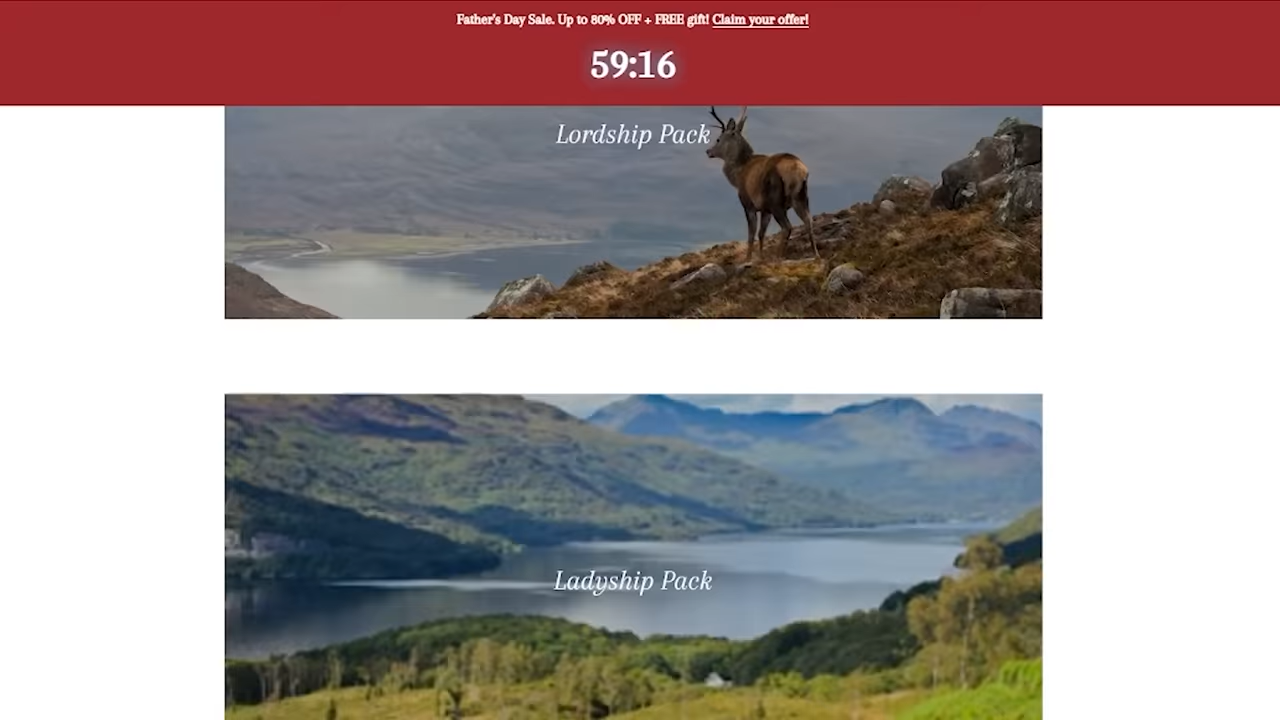 Father's Day Sale. Up to 80% OFF + FREE gift! Claim your offer!
59:16
Lordship Pack
Ladyship Pack